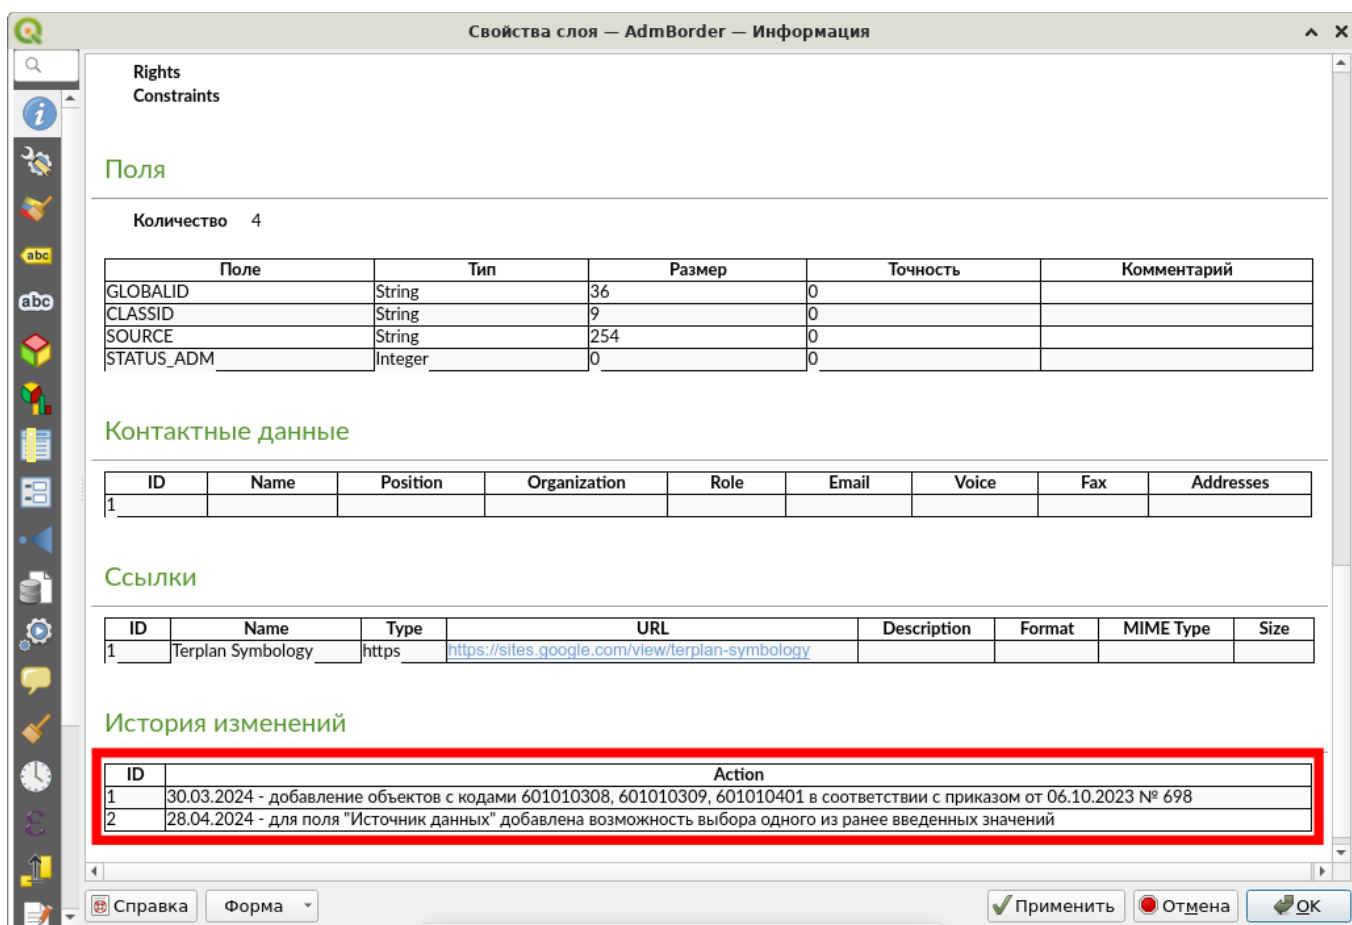 Свойства слоя — AdmBorder — Информация
Rights
Constraints
Поля
Количество 4
Поле Тип Размер Точность Комментарий
GLOBALID String 36 0
CLASSID String 9 0
SOURCE String 254 0
STATUS_ADM Integer 0 0
Контактные данные
ID Name Position Organization Role Email Voice Fax Addresses
1
Ссылки
ID Name Type URL Description Format MIME Type Size
1 Terplan Symbology https https://sites.google.com/view/terplan-symbology
История изменений
ID Action
1 30.03.2024 - добавление объектов с кодами 601010308, 601010309, 601010401 в соответствии с приказом от 06.10.2023 № 698
2 28.04.2024 - для поля "Источник данных" добавлена возможность выбора одного из ранее введенных значений
Справка Форма Применить Отмена OK
abc
abc